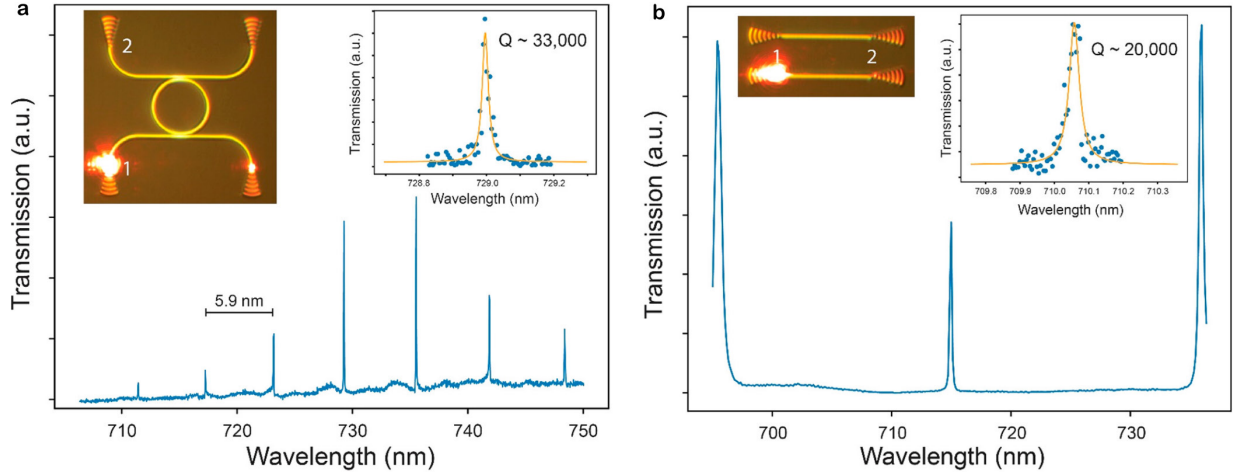 a
2
1
Transmission (a.u.)
Q ~ 33,000
728.8
729.0
729.2
Wavelength (nm)
5.9 nm
Transmission (a.u.)
710
720
730
740
750
Wavelength (nm)
b
1
2
Transmission (a.u.)
Q ~ 20,000
709.8
709.9
710.0
710.1
710.2
710.3
Wavelength (nm)
Transmission (a.u.)
700
710
720
730
Wavelength (nm)